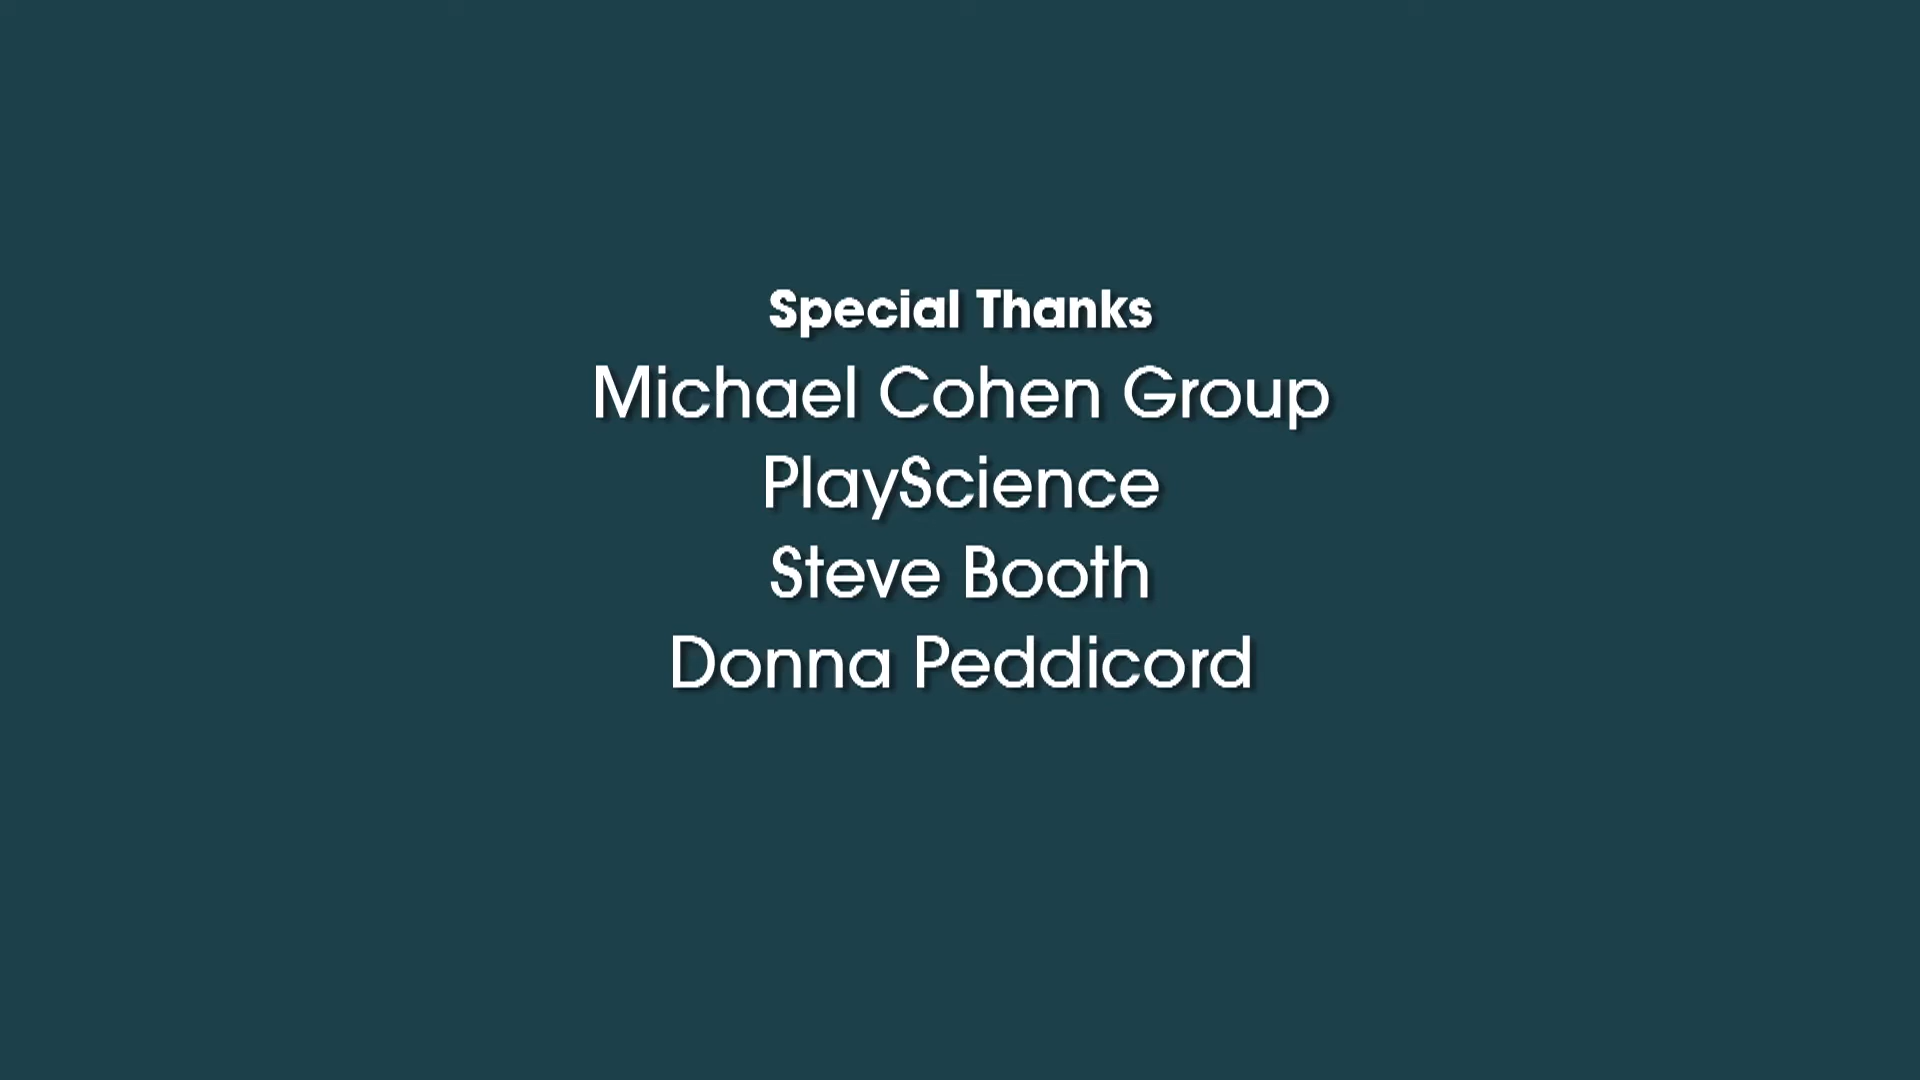 Special Thanks
Michael Cohen Group
PlayScience
Steve Booth
Donna Peddicord